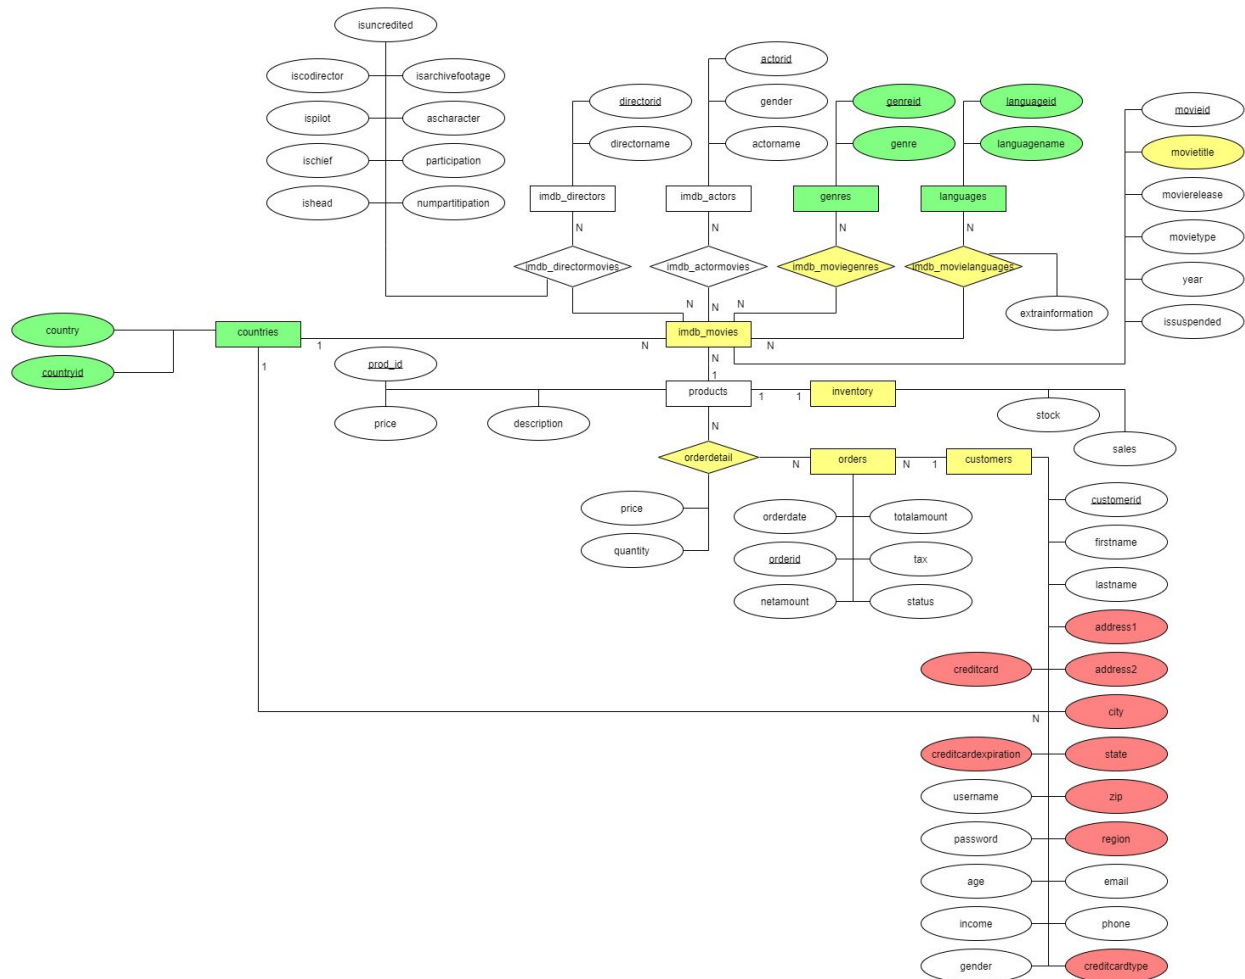 isuncredited
iscodirector
isarchivefootage
ispilot
ascharacter
ischief
participation
ishead
numpartitipation
directorid
directorname
imdb_directors
N
imdb_directormovies
actorid
gender
actorname
imdb_actors
N
imdb_actormovies
genreid
genre
genres
N
imdb_moviegenres
languageid
languagename
languages
N
imdb_movielanguages
extrainformation
movieid
movietitle
movierelease
movietype
year
issuspended
N
N
N
country
countryid
countries
1
1
N
imdb_movies
N
N
1
prod_id
price
description
products
1
1
inventory
stock
sales
N
orderdetail
N
orders
N
1
customers
price
quantity
orderdate
totalamount
orderid
tax
netamount
status
customerid
firstname
lastname
address1
creditcard
address2
city
N
creditcardexpiration
state
username
zip
password
region
age
email
income
phone
gender
creditcardtype